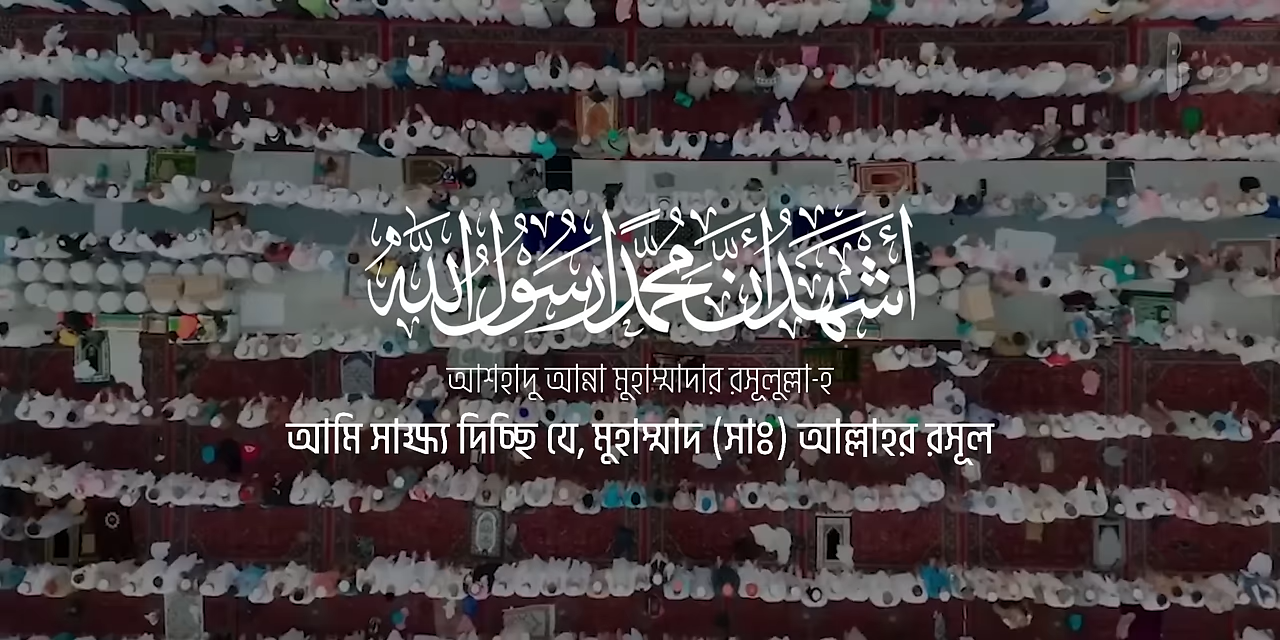 أَشْهَدُ أَنَّ مُحَمَّدًا رَسُولُ اللَّهِ
আশহাদু আন্না মুহাম্মাদার রসূলুল্লা-হ
আমি সাক্ষ্য দিচ্ছি যে, মুহাম্মাদ (সাঃ) আল্লাহর রসূল